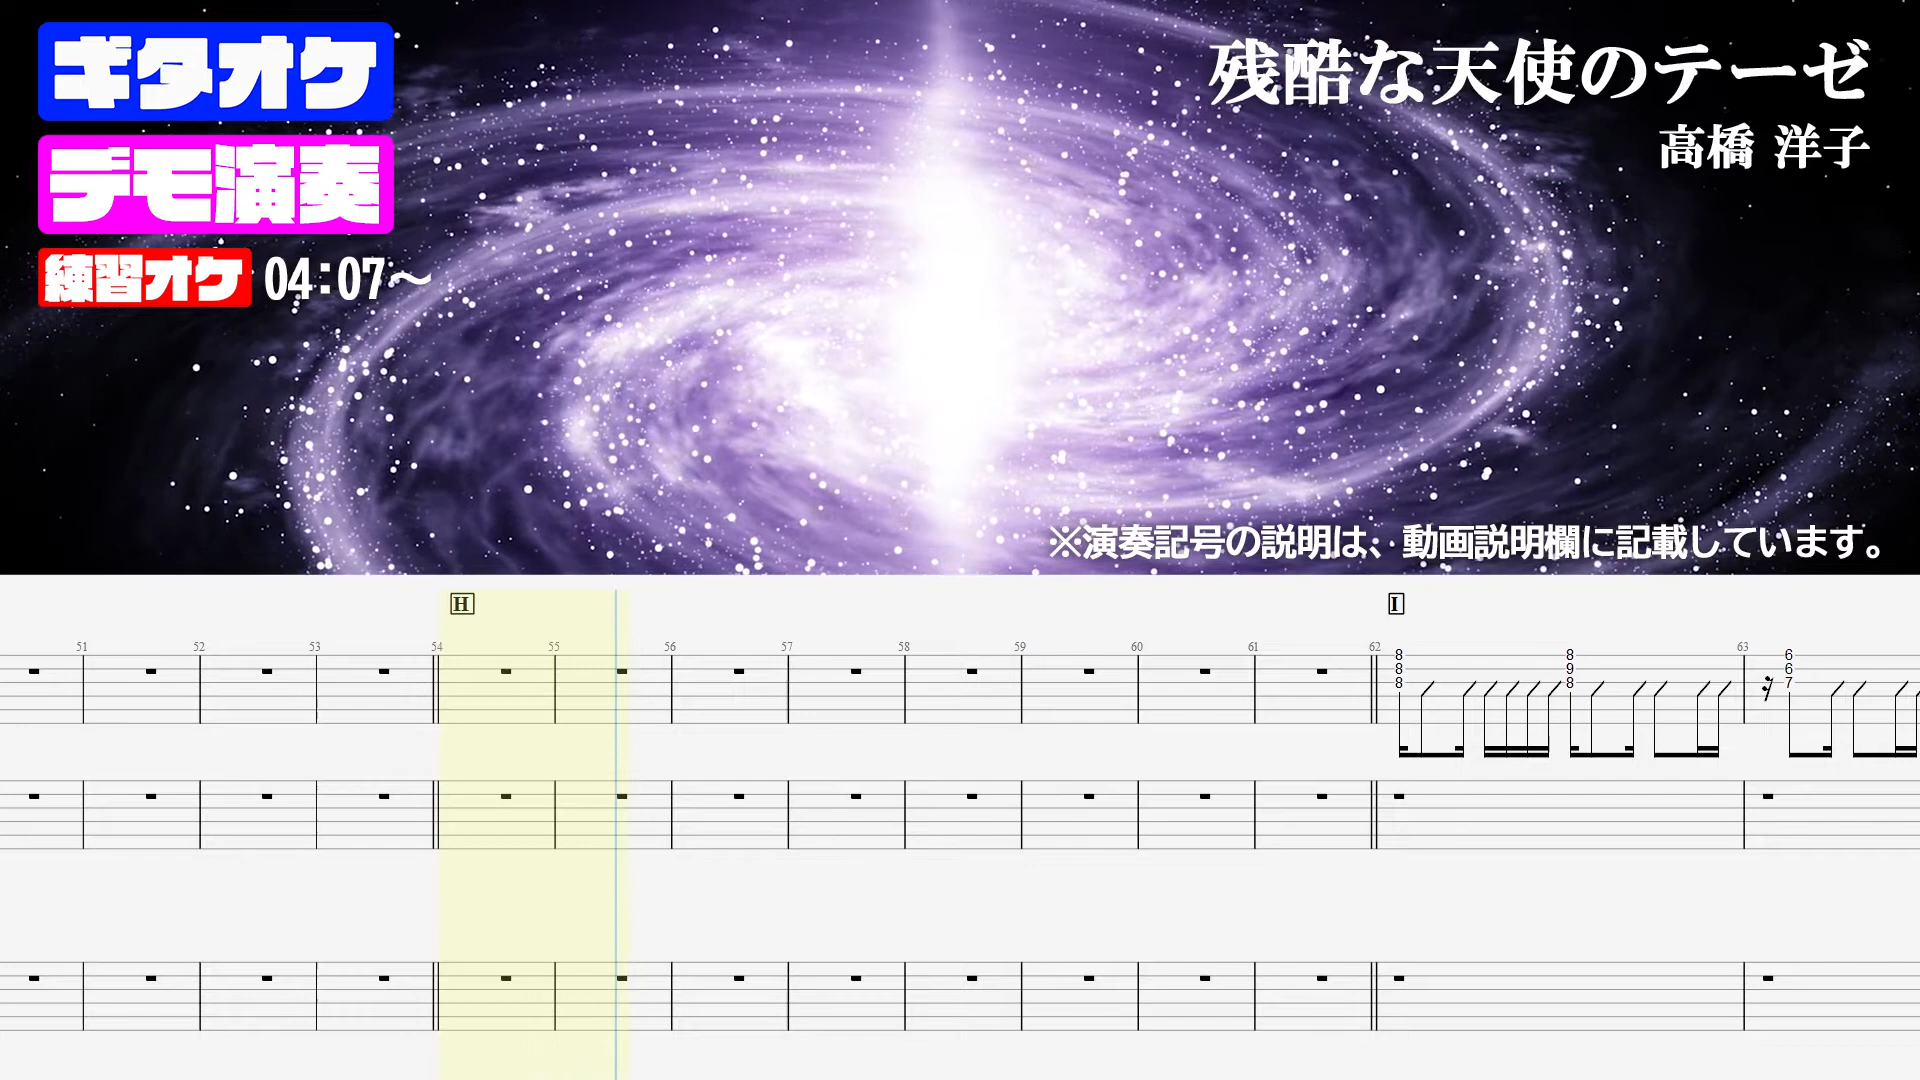 ギタオケ
デモ演奏
練習オケ 04:07～
残酷な天使のテーゼ
高橋 洋子
※演奏記号の説明は、動画説明欄に記載しています。
H I
51 52 53 54 55 56 57 58 59 60 61 62 63
8 8 6
8 9 6
8 8 7